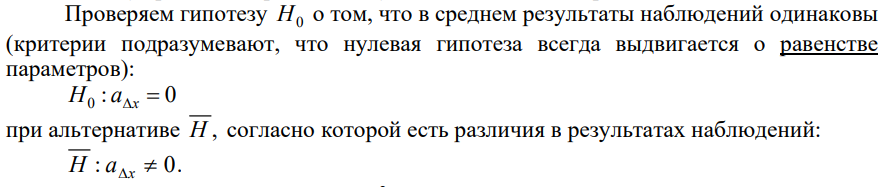 Проверяем гипотезу H₀ о том, что в среднем результаты наблюдений одинаковы
(критерии подразумевают, что нулевая гипотеза всегда выдвигается о равенстве
параметров):
H₀ : a_Δx = 0
при альтернативе H̅, согласно которой есть различия в результатах наблюдений:
H̅ : a_Δx ≠ 0.